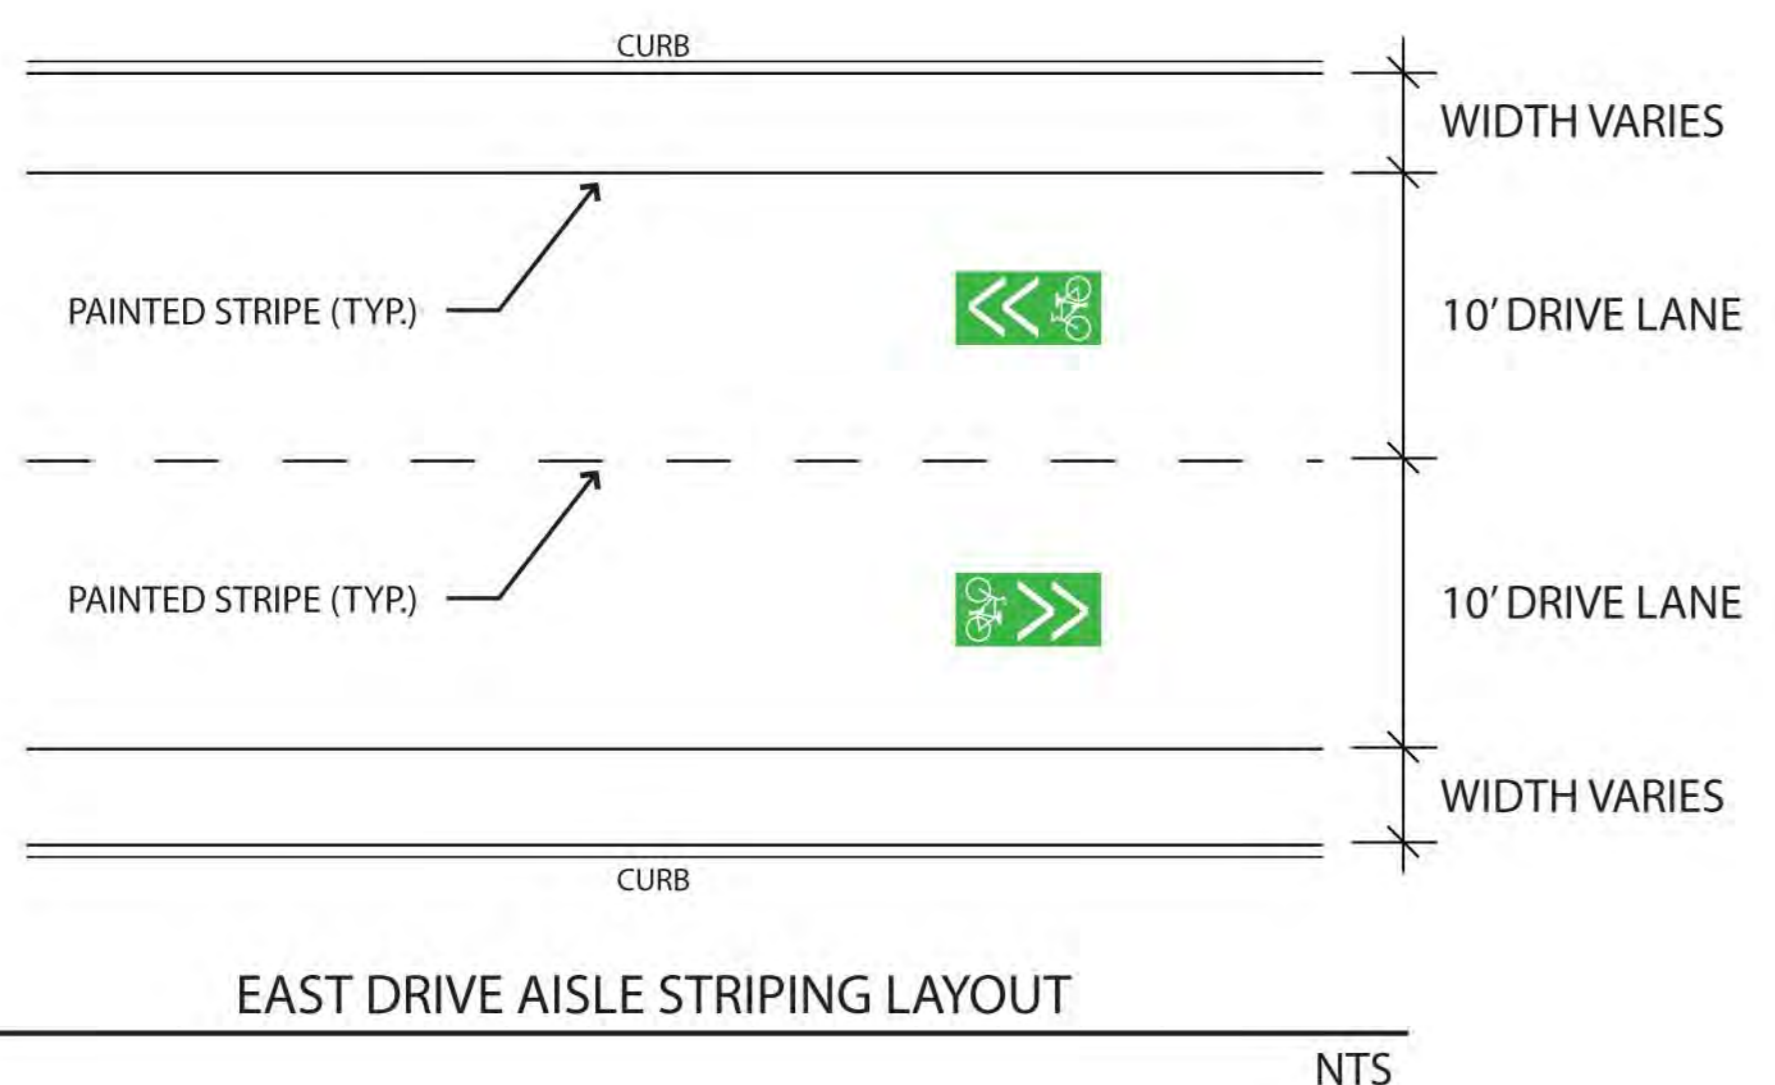 CURB
WIDTH VARIES
PAINTED STRIPE (TYP.)
10' DRIVE LANE
PAINTED STRIPE (TYP.)
10' DRIVE LANE
WIDTH VARIES
CURB
EAST DRIVE AISLE STRIPING LAYOUT
NTS